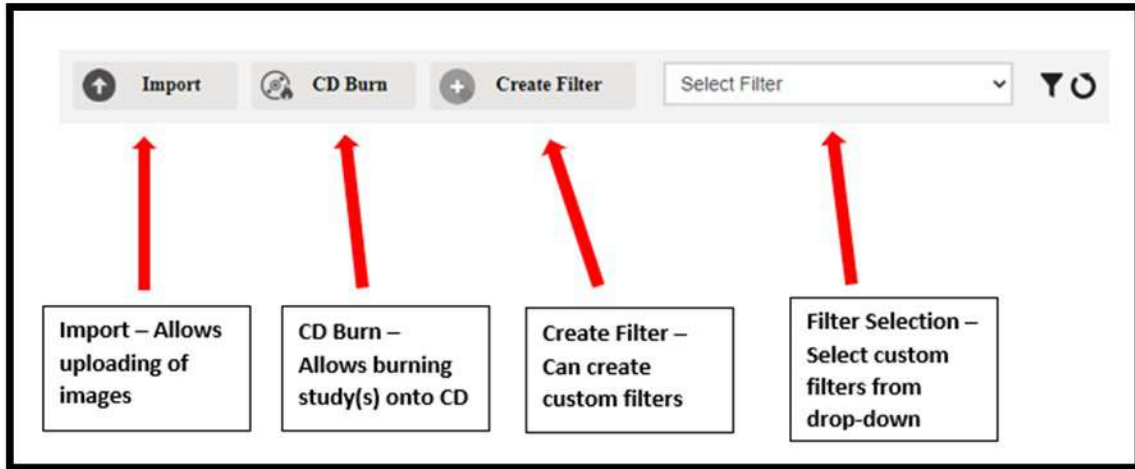 Import
CD Burn
Create Filter
Select Filter
Import – Allows
uploading of
images
CD Burn –
Allows burning
study(s) onto CD
Create Filter –
Can create
custom filters
Filter Selection –
Select custom
filters from
drop-down